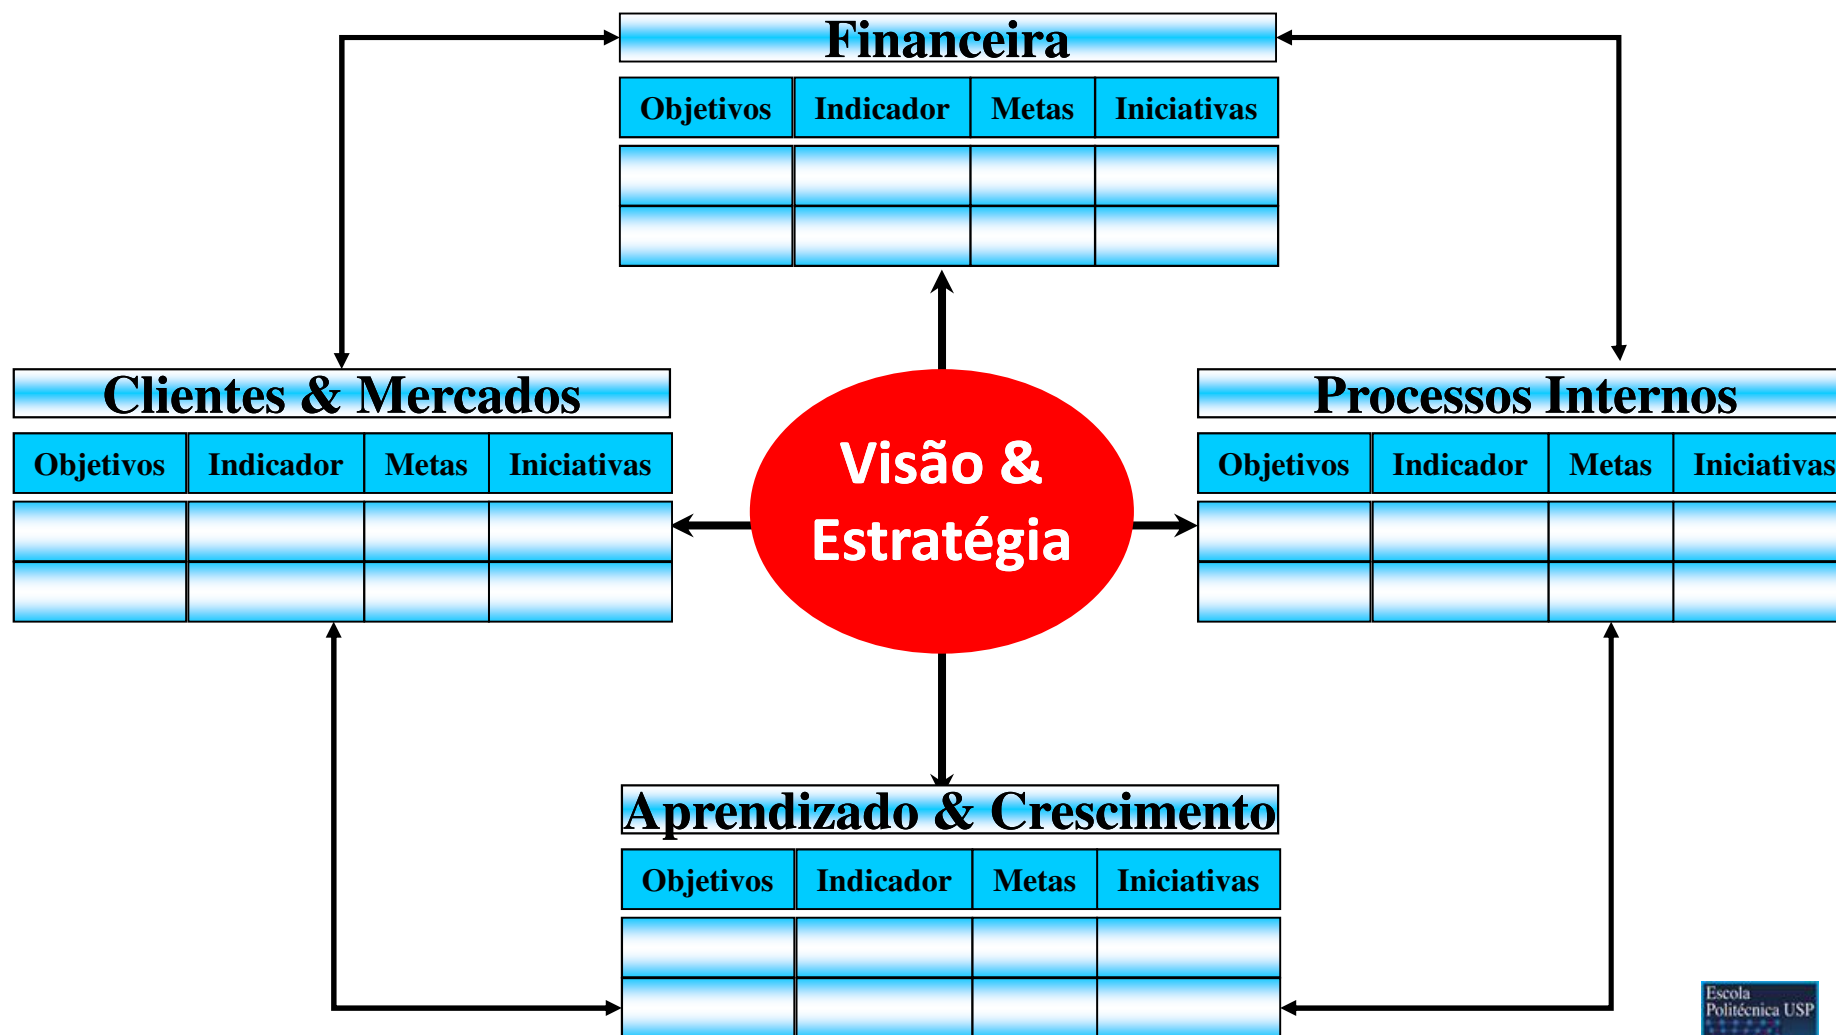 Financeira
Objetivos Indicador Metas Iniciativas
Clientes & Mercados
Objetivos Indicador Metas Iniciativas
Visão &
Estratégia
Processos Internos
Objetivos Indicador Metas Iniciativas
Aprendizado & Crescimento
Objetivos Indicador Metas Iniciativas
Escola
Politécnica USP